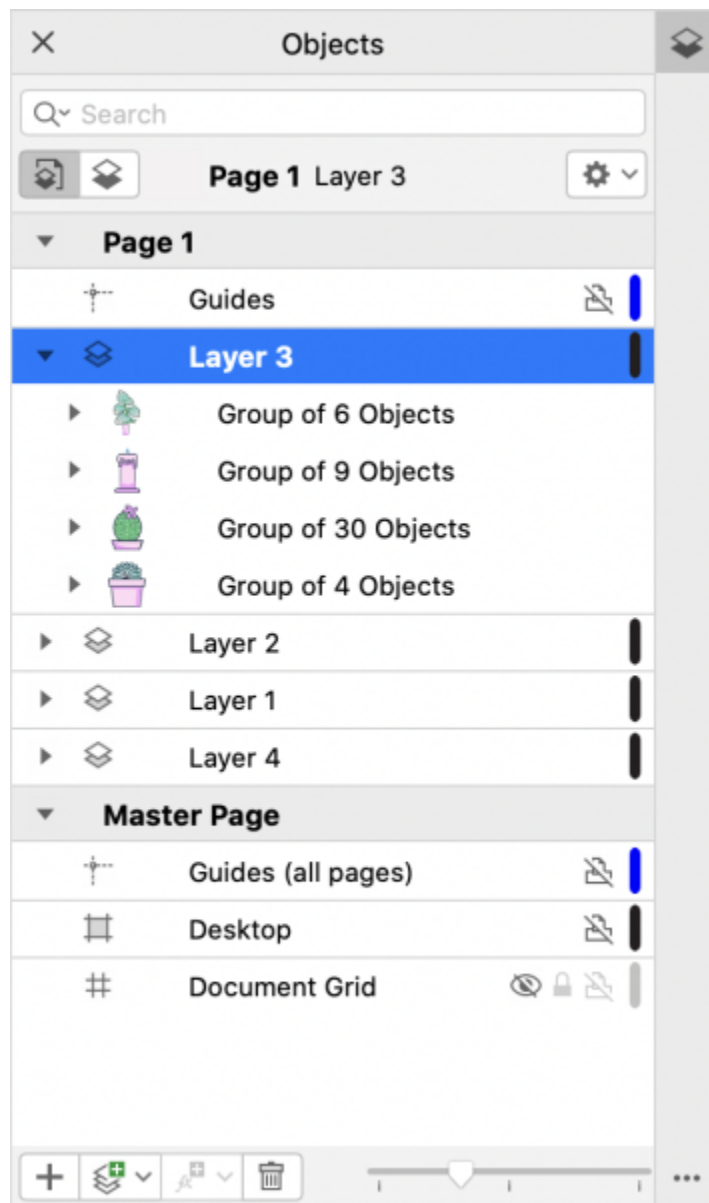 Objects
Search
Page 1 Layer 3
Page 1
Guides
Layer 3
Group of 6 Objects
Group of 9 Objects
Group of 30 Objects
Group of 4 Objects
Layer 2
Layer 1
Layer 4
Master Page
Guides (all pages)
Desktop
Document Grid